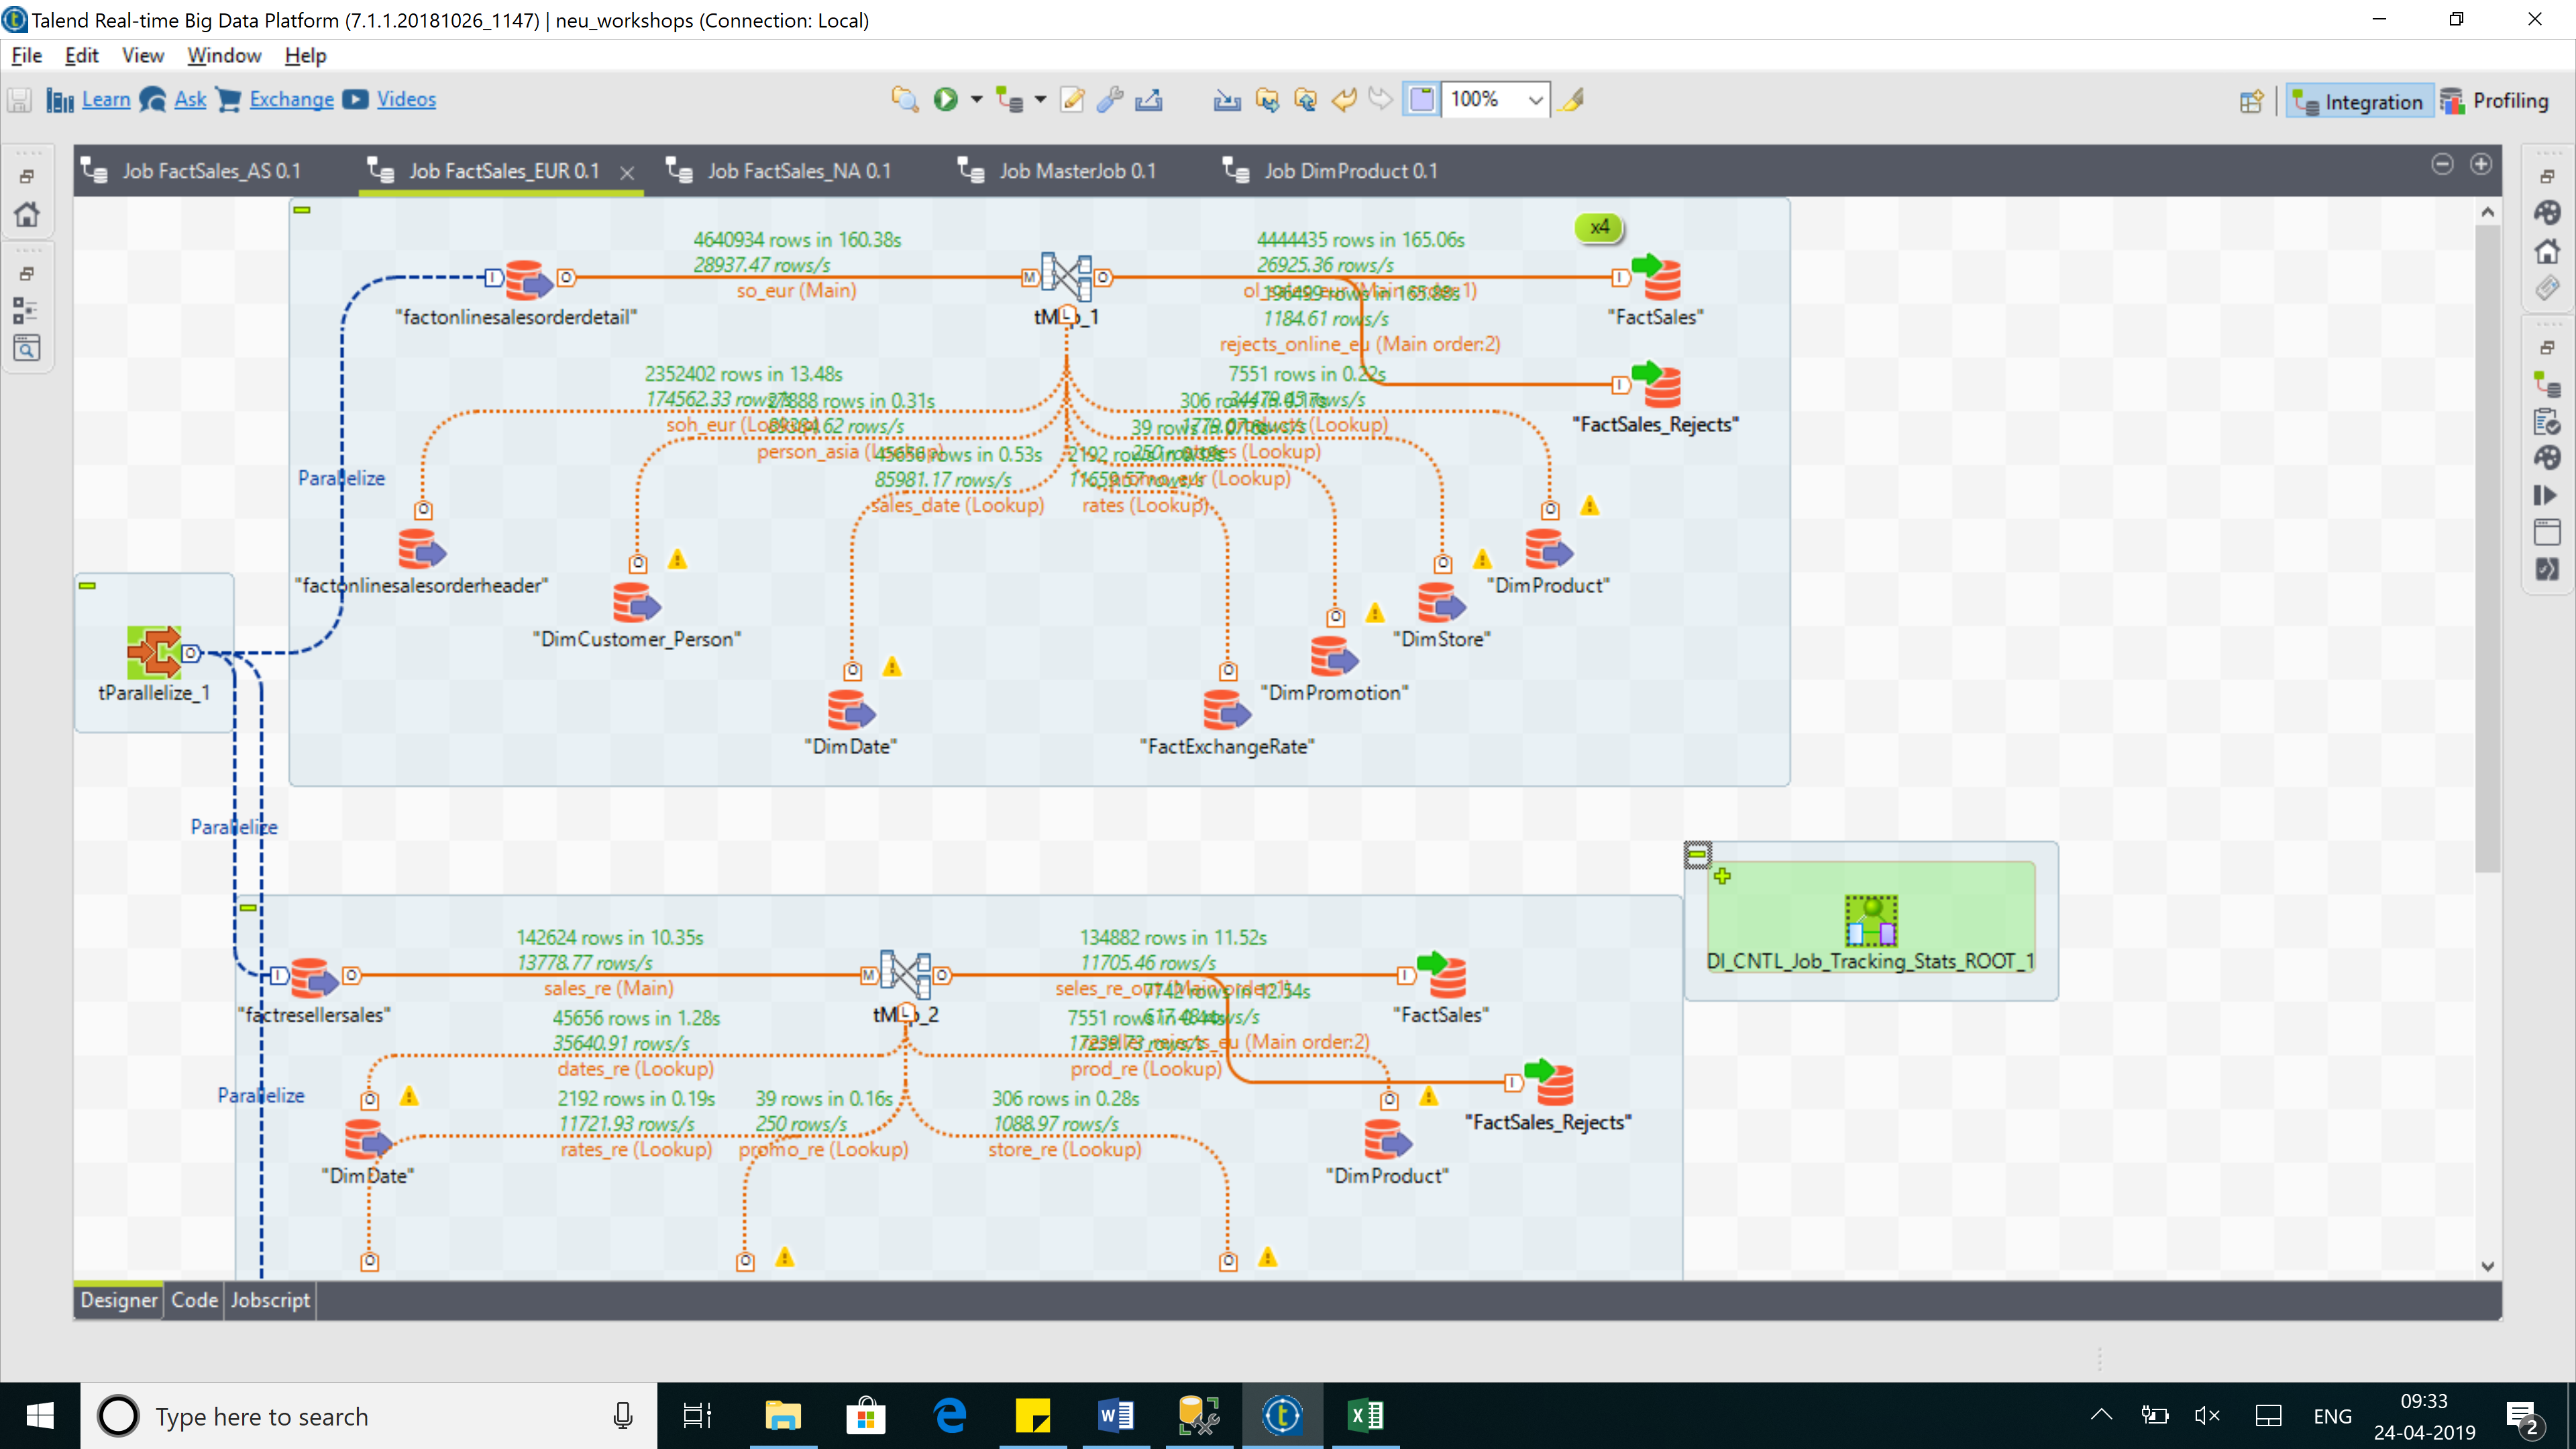 Talend Real-time Big Data Platform (7.1.1.20181026_1147) | neu_workshops (Connection: Local)
File Edit View Window Help
Learn Ask Exchange Videos 100% Integration Profiling
Job FactSales_AS 0.1 Job FactSales_EUR 0.1 Job FactSales_NA 0.1 Job MasterJob 0.1 Job DimProduct 0.1
4640934 rows in 160.38s
28937.47 rows/s
so_eur (Main)
4444435 rows in 165.06s
26925.36 rows/s
x4
"factonlinesalesorderdetail"
"FactSales"
1184.61 rows/s
rejects_online_eu (Main order:2)
2352402 rows in 13.48s
7551 rows in 0.22s
"FactSales_Rejects"
sales_date (Lookup)
85981.17 rows/s
rates (Lookup)
Parallelize
"factonlinesalesorderheader"
"DimCustomer_Person"
"DimDate"
"FactExchangeRate"
"DimPromotion"
"DimStore"
"DimProduct"
tParallelize_1
Parallelize
DI_CNTL_Job_Tracking_Stats_ROOT_1
142624 rows in 10.35s
13778.77 rows/s
sales_re (Main)
134882 rows in 11.52s
11705.46 rows/s
"factresellersales"
"FactSales"
45656 rows in 1.28s
35640.91 rows/s
dates_re (Lookup)
prod_re (Lookup)
Parallelize
2192 rows in 0.19s
11721.93 rows/s
rates_re (Lookup)
39 rows in 0.16s
250 rows/s
promo_re (Lookup)
306 rows in 0.28s
1088.97 rows/s
store_re (Lookup)
"FactSales_Rejects"
"DimDate"
"DimProduct"
Designer Code Jobscript
Type here to search
ENG
09:33
24-04-2019
2